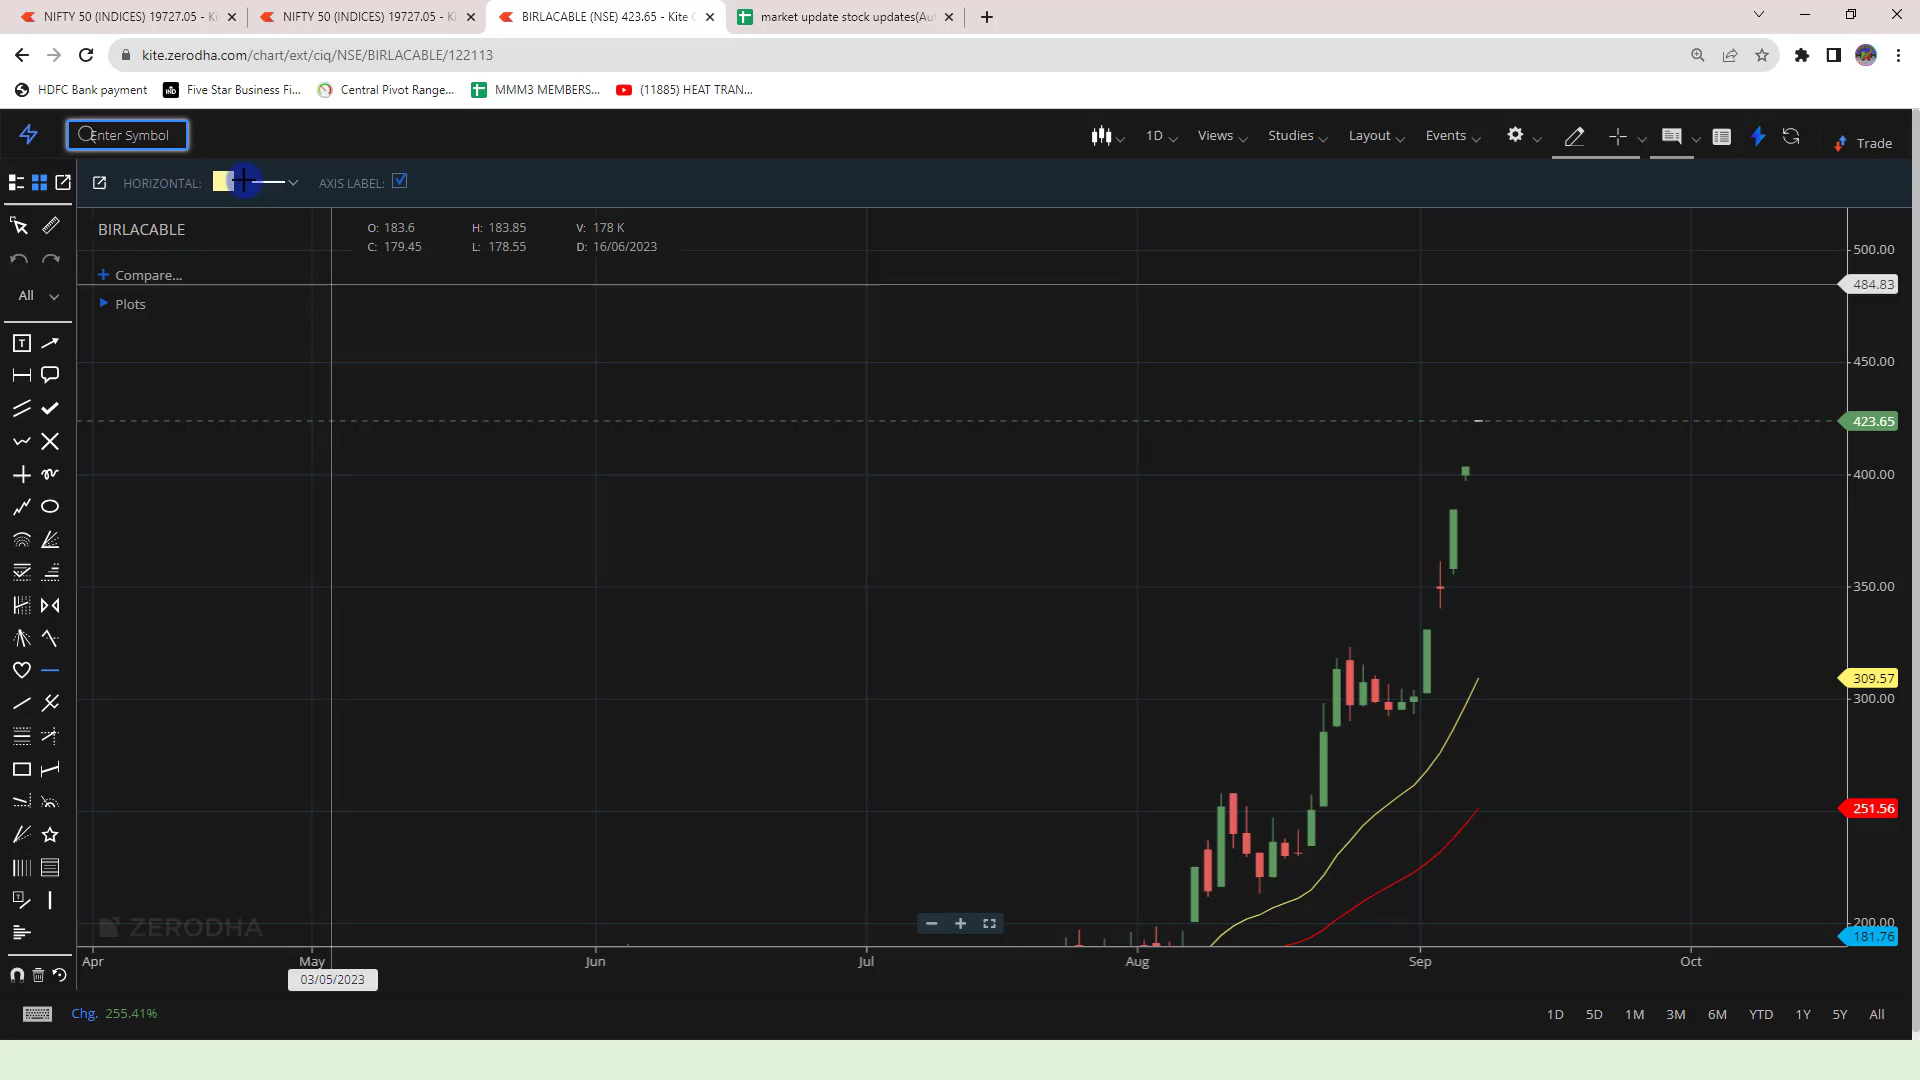 NIFTY 50 (INDICES) 19727.05 - Ki
NIFTY 50 (INDICES) 19727.05 - Ki
BIRLACABLE (NSE) 423.65 - Kite C
market update stock updates(Au
kite.zerodha.com/chart/ext/ciq/NSE/BIRLACABLE/122113
HDFC Bank payment
Five Star Business Fi...
Central Pivot Range...
MMM3 MEMBERS...
(11885) HEAT TRAN...
Enter Symbol
1D
Views
Studies
Layout
Events
Trade
HORIZONTAL:
AXIS LABEL:
BIRLACABLE
O: 183.6
H: 183.85
V: 178 K
C: 179.45
L: 178.55
D: 16/06/2023
Compare...
Plots
All
500.00
484.83
450.00
423.65
400.00
350.00
309.57
300.00
251.56
200.00
181.76
ZERODHA
Apr
May
Jun
Jul
Aug
Sep
Oct
03/05/2023
Chg. 255.41%
1D
5D
1M
3M
6M
YTD
1Y
5Y
All